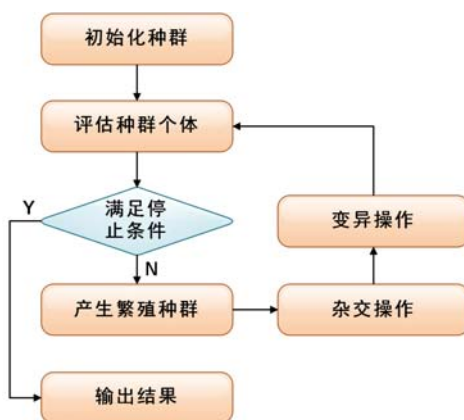 初始化种群
评估种群个体
满足停
止条件
Y
N
产生繁殖种群
杂交操作
变异操作
输出结果